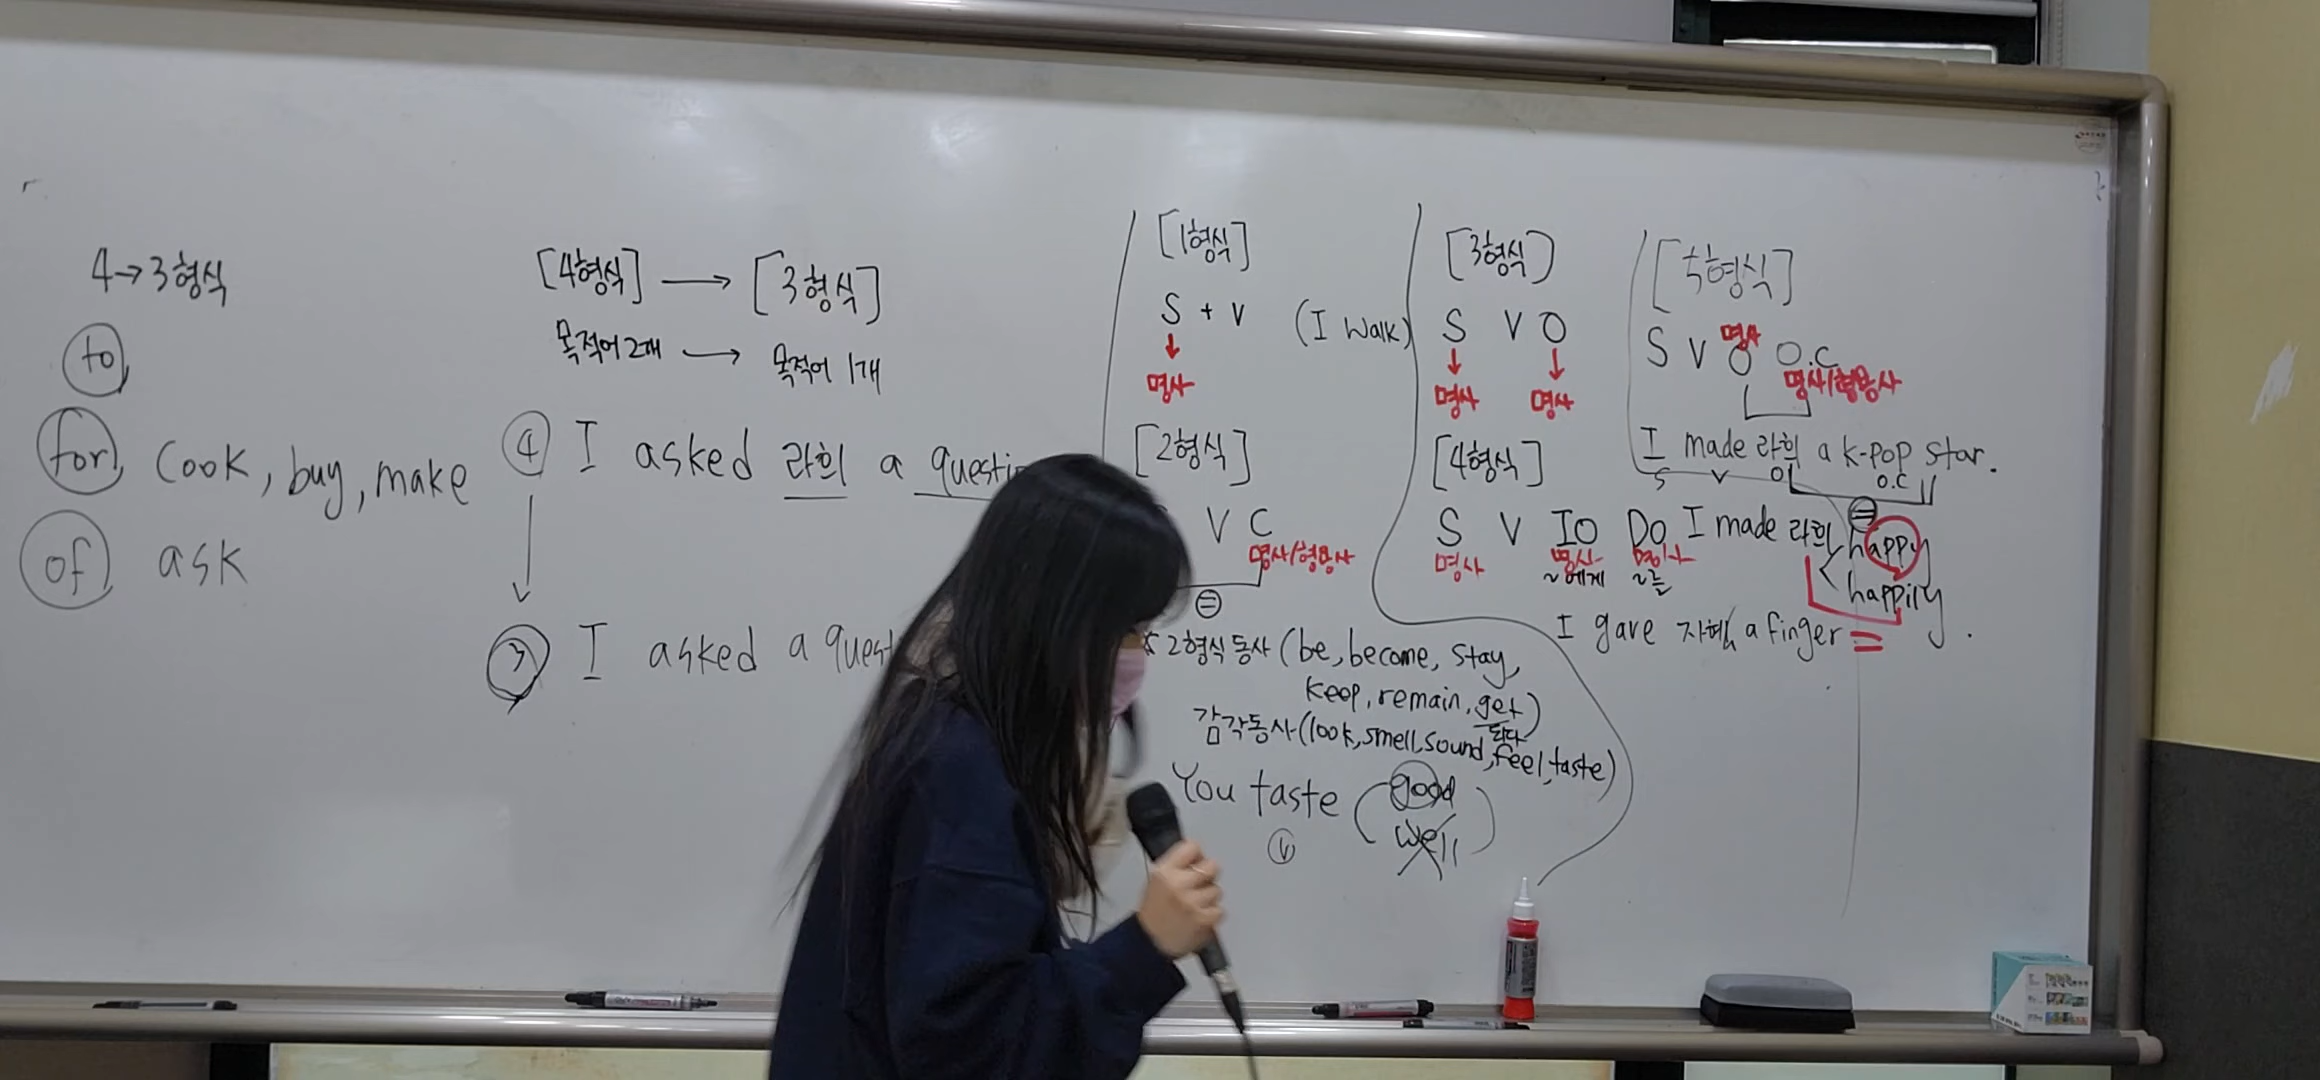 4→3형식
to
for cook, buy, make
of ask
[4형식] → [3형식]
목적어 2개 → 목적어 1개
④ I asked 라희 a questi
③ I asked a quest
[1형식]
S + V (I walk)
명사
[2형식]
V C
명사/형용사
=
* 2형식 동사 (be, become, stay,
keep, remain, get)
되다
감각동사(look, smell, sound, feel, taste)
You taste (good
well)
[3형식]
S V O
명사 명사
[4형식]
S V IO DO
명사 명사 명사
~에게 ~를
I gave 지혜 a finger
[5형식]
명사
S V O O.C
명사/형용사
I made 라희 a k-pop star.
S V O O.C
=
I made 라희 happy
happily.
=